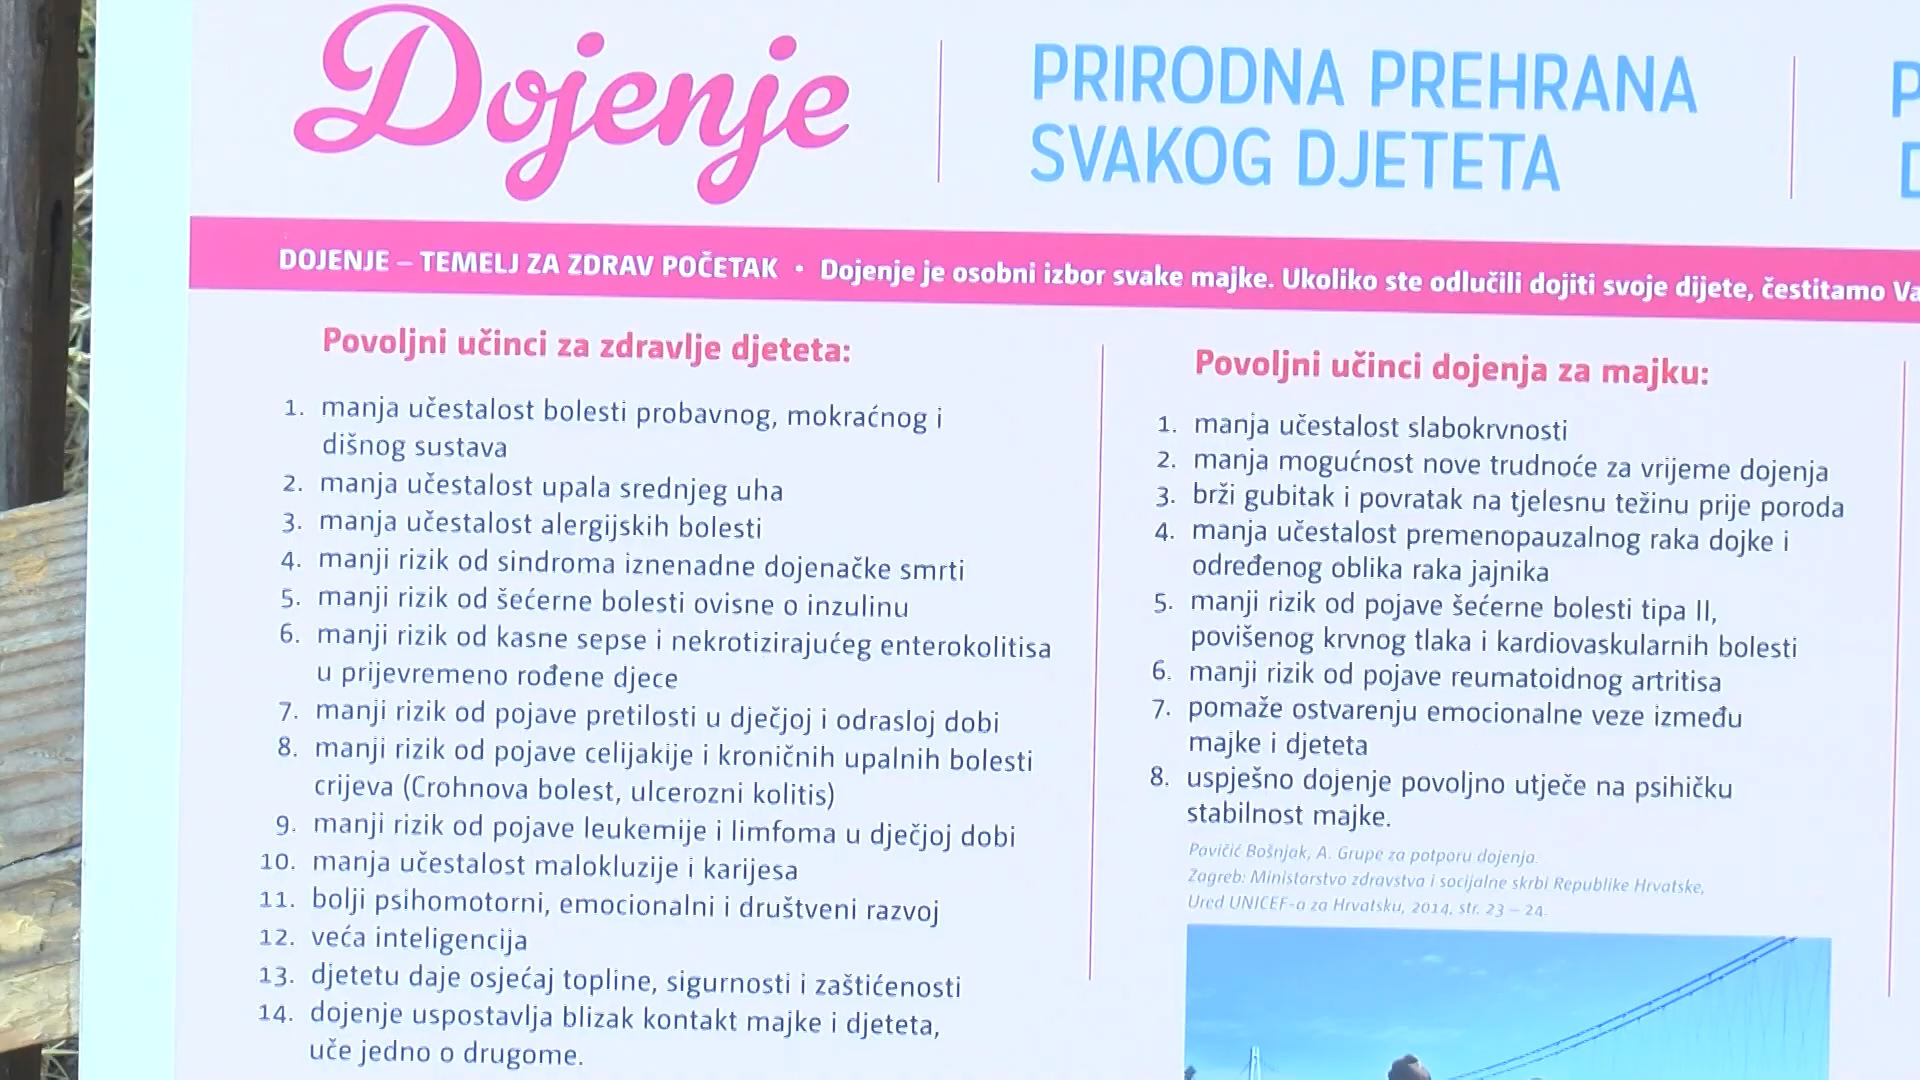 Dojenje
PRIRODNA PREHRANA
SVAKOG DJETETA
DOJENJE – TEMELJ ZA ZDRAV POČETAK • Dojenje je osobni izbor svake majke. Ukoliko ste odlučili dojiti svoje dijete, čestitamo
Povoljni učinci za zdravlje djeteta:
1. manja učestalost bolesti probavnog, mokraćnog i
dišnog sustava
2. manja učestalost upala srednjeg uha
3. manja učestalost alergijskih bolesti
4. manji rizik od sindroma iznenadne dojenačke smrti
5. manji rizik od šećerne bolesti ovisne o inzulinu
6. manji rizik od kasne sepse i nekrotizirajućeg enterokolitisa
u prijevremeno rođene djece
7. manji rizik od pojave pretilosti u dječjoj i odrasloj dobi
8. manji rizik od pojave celijakije i kroničnih upalnih bolesti
crijeva (Crohnova bolest, ulcerozni kolitis)
9. manji rizik od pojave leukemije i limfoma u dječjoj dobi
10. manja učestalost malokluzije i karijesa
11. bolji psihomotorni, emocionalni i društveni razvoj
12. veća inteligencija
13. djetetu daje osjećaj topline, sigurnosti i zaštićenosti
14. dojenje uspostavlja blizak kontakt majke i djeteta,
uče jedno o drugome.
Povoljni učinci dojenja za majku:
1. manja učestalost slabokrvnosti
2. manja mogućnost nove trudnoće za vrijeme dojenja
3. brži gubitak i povratak na tjelesnu težinu prije poroda
4. manja učestalost premenopauzalnog raka dojke i
određenog oblika raka jajnika
5. manji rizik od pojave šećerne bolesti tipa II,
povišenog krvnog tlaka i kardiovaskularnih bolesti
6. manji rizik od pojave reumatoidnog artritisa
7. pomaže ostvarenju emocionalne veze između
majke i djeteta
8. uspješno dojenje povoljno utječe na psihičku
stabilnost majke.
Pavičić Bošnjak, A. Grupe za potporu dojenja.
Zagreb: Ministarstvo zdravstva i socijalne skrbi Republike Hrvatske,
Ured UNICEF-a za Hrvatsku, 2014, str. 23 – 24.